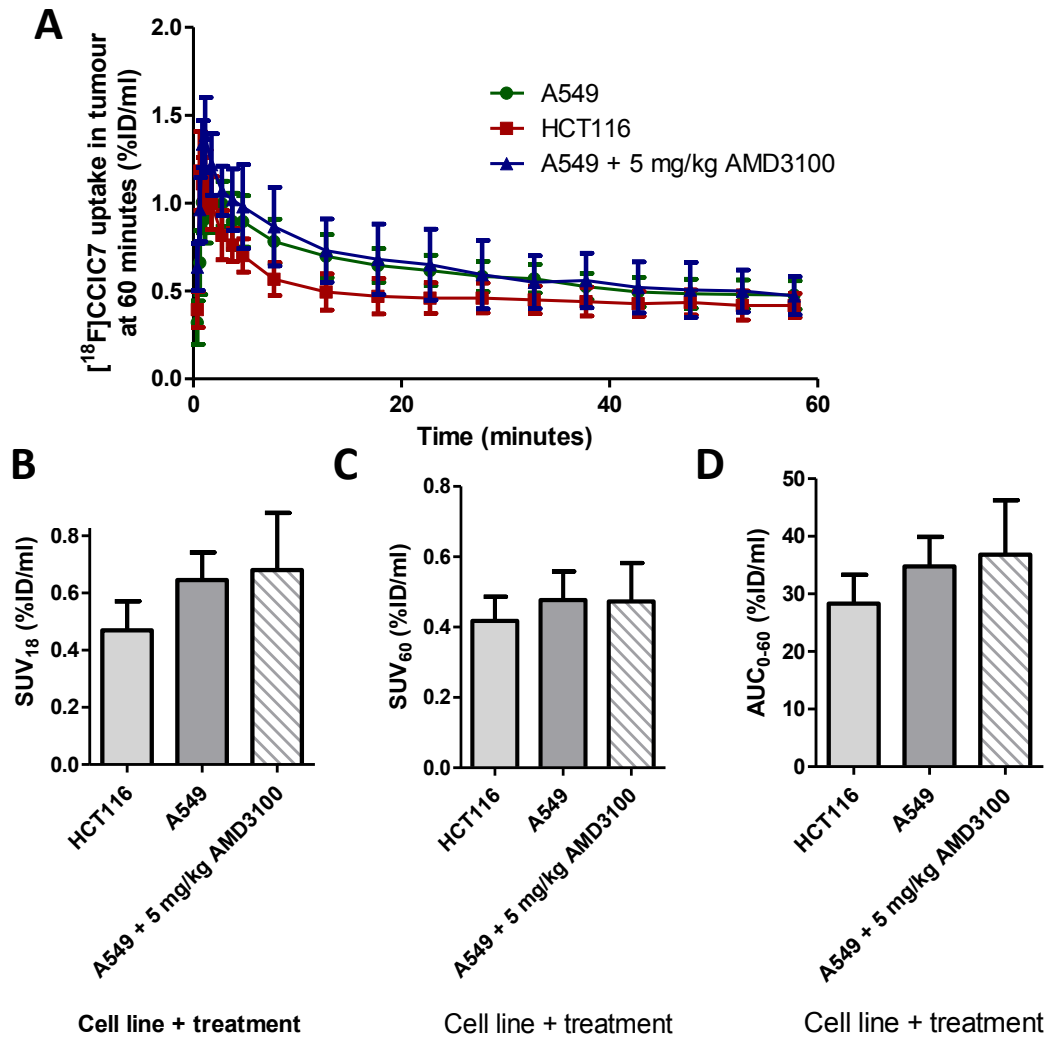 A
[¹⁸F]CCIC7 uptake in tumour
at 60 minutes (%ID/ml)
2.0
1.5
1.0
0.5
0.0
A549
HCT116
A549 + 5 mg/kg AMD3100
0
20
40
60
Time (minutes)
B
SUV₁₈ (%ID/ml)
0.8
0.6
0.4
0.2
0.0
HCT116
A549
A549 + 5 mg/kg AMD3100
Cell line + treatment
C
SUV₆₀ (%ID/ml)
0.8
0.6
0.4
0.2
0.0
HCT116
A549
A549 + 5 mg/kg AMD3100
Cell line + treatment
D
AUC₀₋₆₀ (%ID/ml)
50
40
30
20
10
0
HCT116
A549
A549 + 5 mg/kg AMD3100
Cell line + treatment